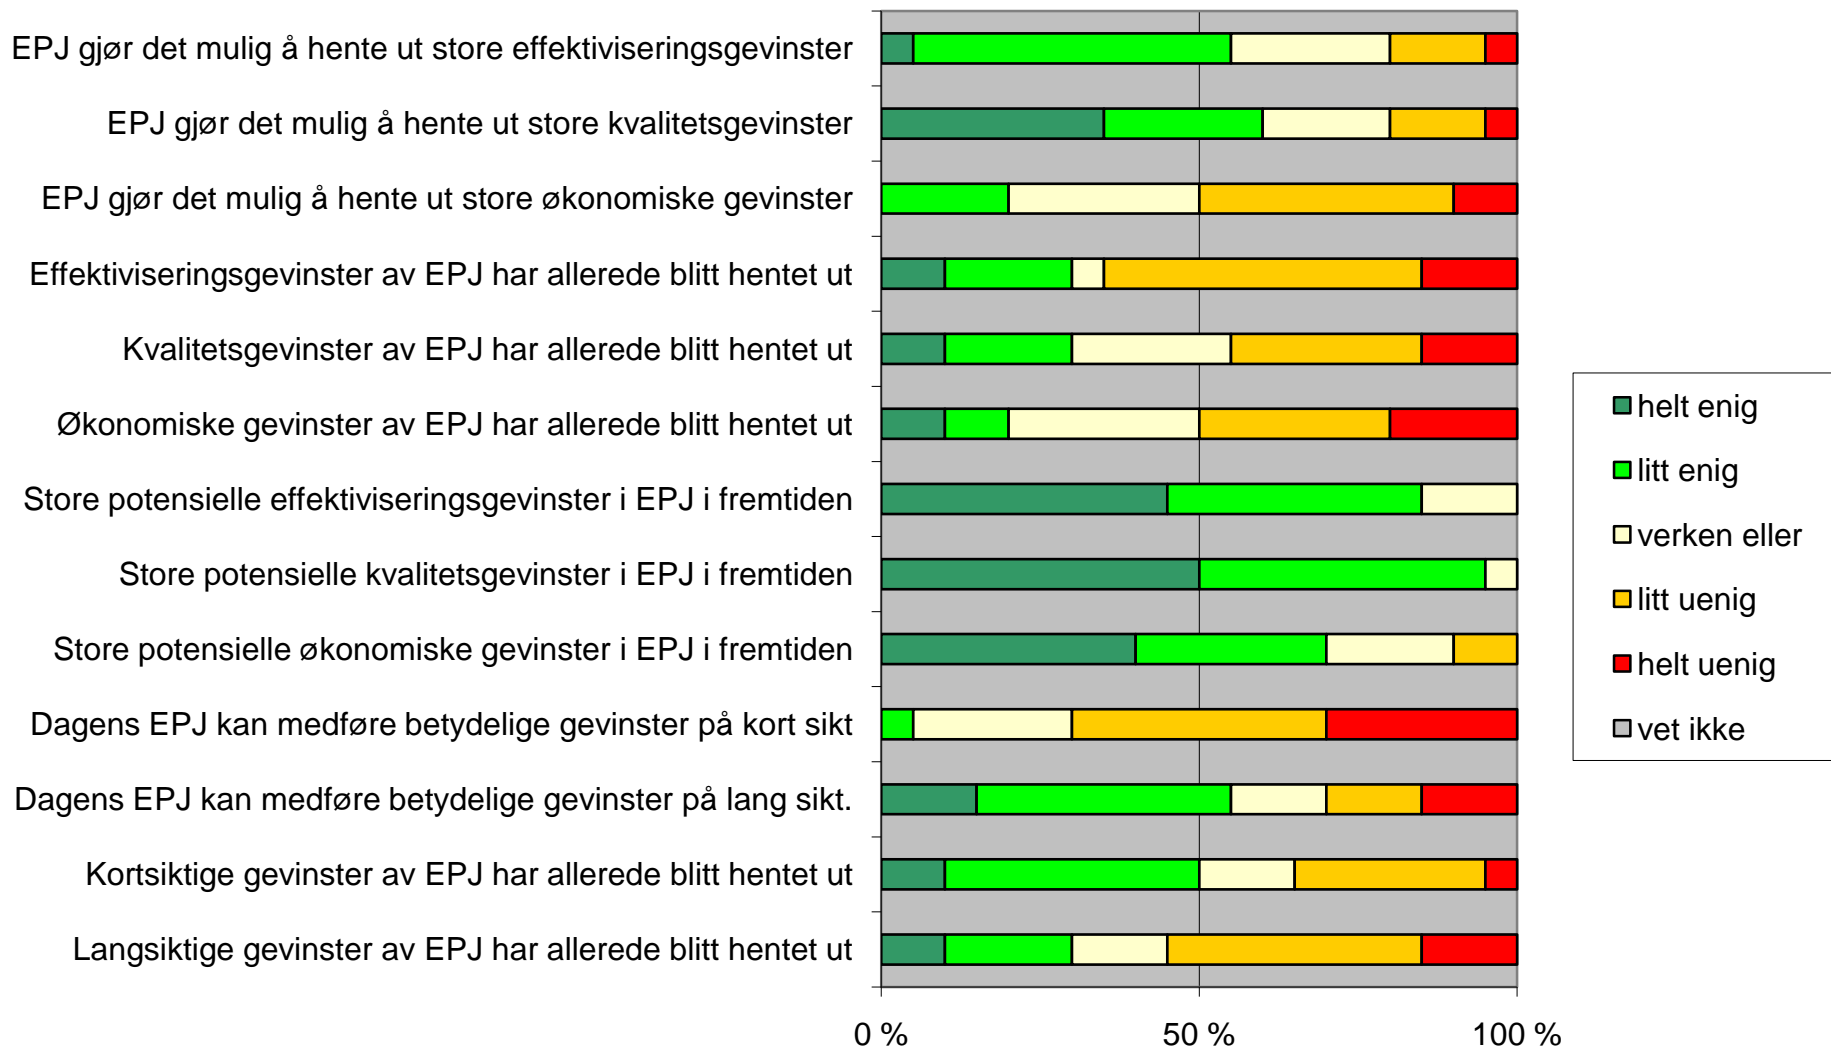 EPJ gjør det mulig å hente ut store effektiviseringsgevinster
EPJ gjør det mulig å hente ut store kvalitetsgevinster
EPJ gjør det mulig å hente ut store økonomiske gevinster
Effektiviseringsgevinster av EPJ har allerede blitt hentet ut
Kvalitetsgevinster av EPJ har allerede blitt hentet ut
Økonomiske gevinster av EPJ har allerede blitt hentet ut
Store potensielle effektiviseringsgevinster i EPJ i fremtiden
Store potensielle kvalitetsgevinster i EPJ i fremtiden
Store potensielle økonomiske gevinster i EPJ i fremtiden
Dagens EPJ kan medføre betydelige gevinster på kort sikt
Dagens EPJ kan medføre betydelige gevinster på lang sikt.
Kortsiktige gevinster av EPJ har allerede blitt hentet ut
Langsiktige gevinster av EPJ har allerede blitt hentet ut
0 % 50 % 100 %
helt enig
litt enig
verken eller
litt uenig
helt uenig
vet ikke